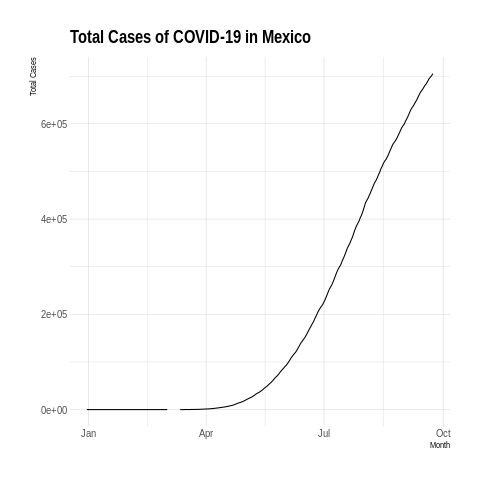 Total Cases of COVID-19 in Mexico
Total Cases
6e+05
4e+05
2e+05
0e+00
Jan Apr Jul Oct
Month